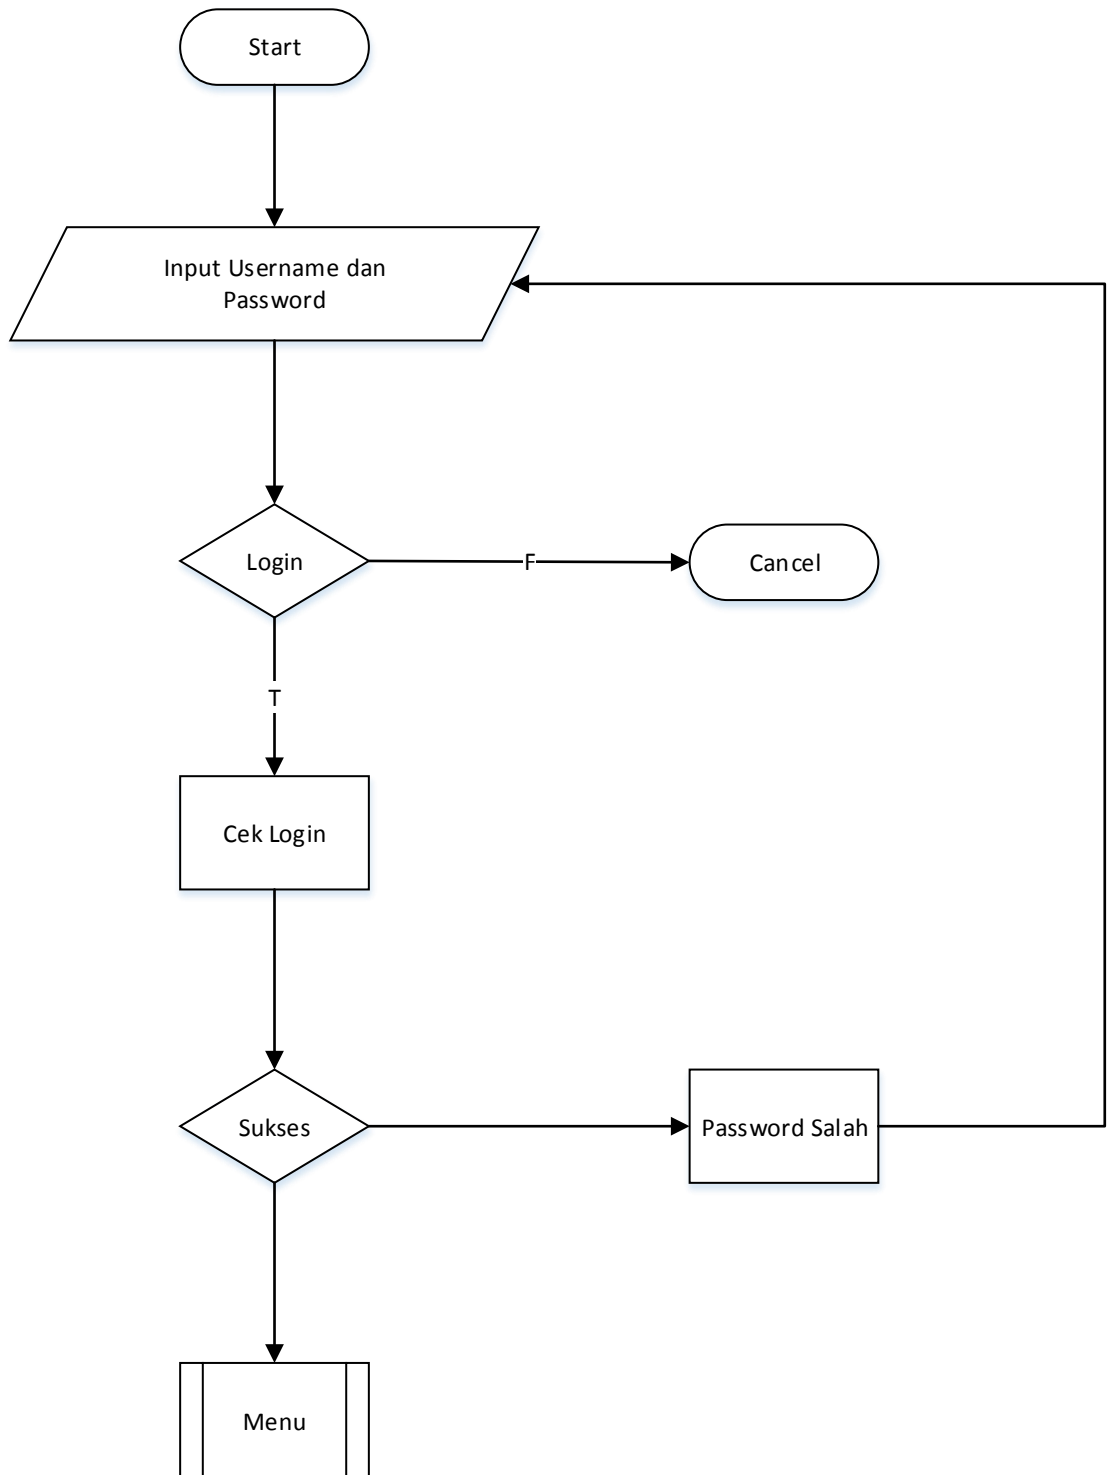 Start
Input Username dan
Password
Login
F
Cancel
T
Cek Login
Sukses
Password Salah
Menu